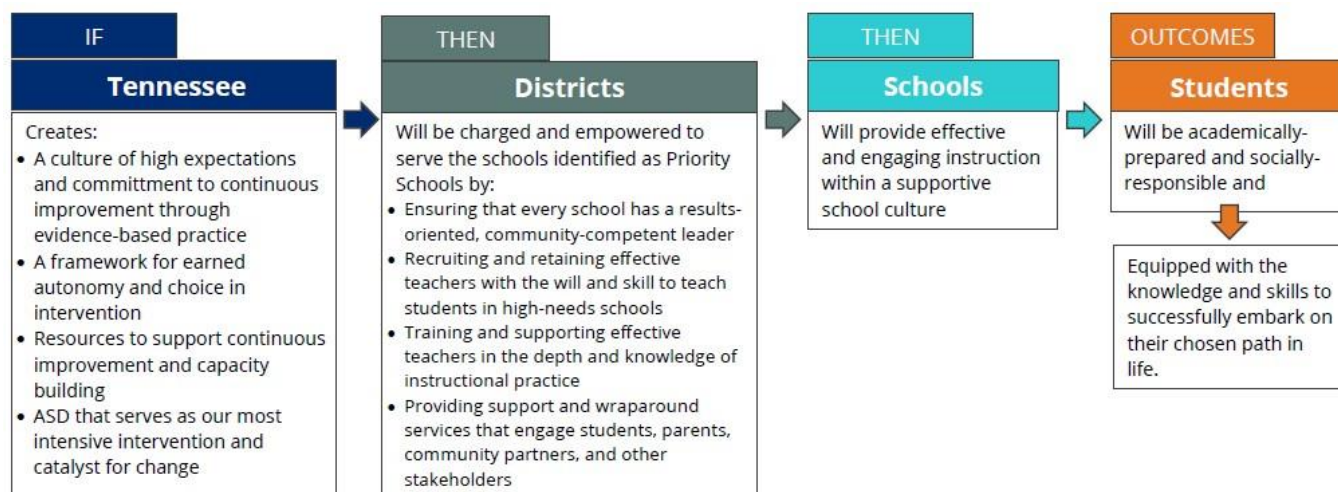 IF
Tennessee
Creates:
• A culture of high expectations
and committment to continuous
improvement through
evidence-based practice
• A framework for earned
autonomy and choice in
intervention
• Resources to support continuous
improvement and capacity
building
• ASD that serves as our most
intensive intervention and
catalyst for change
THEN
Districts
Will be charged and empowered to
serve the schools identified as Priority
Schools by:
• Ensuring that every school has a results-
oriented, community-competent leader
• Recruiting and retaining effective
teachers with the will and skill to teach
students in high-needs schools
• Training and supporting effective
teachers in the depth and knowledge of
instructional practice
• Providing support and wraparound
services that engage students, parents,
community partners, and other
stakeholders
THEN
Schools
Will provide effective
and engaging instruction
within a supportive
school culture
OUTCOMES
Students
Will be academically-
prepared and socially-
responsible and
Equipped with the
knowledge and skills to
successfully embark on
their chosen path in
life.